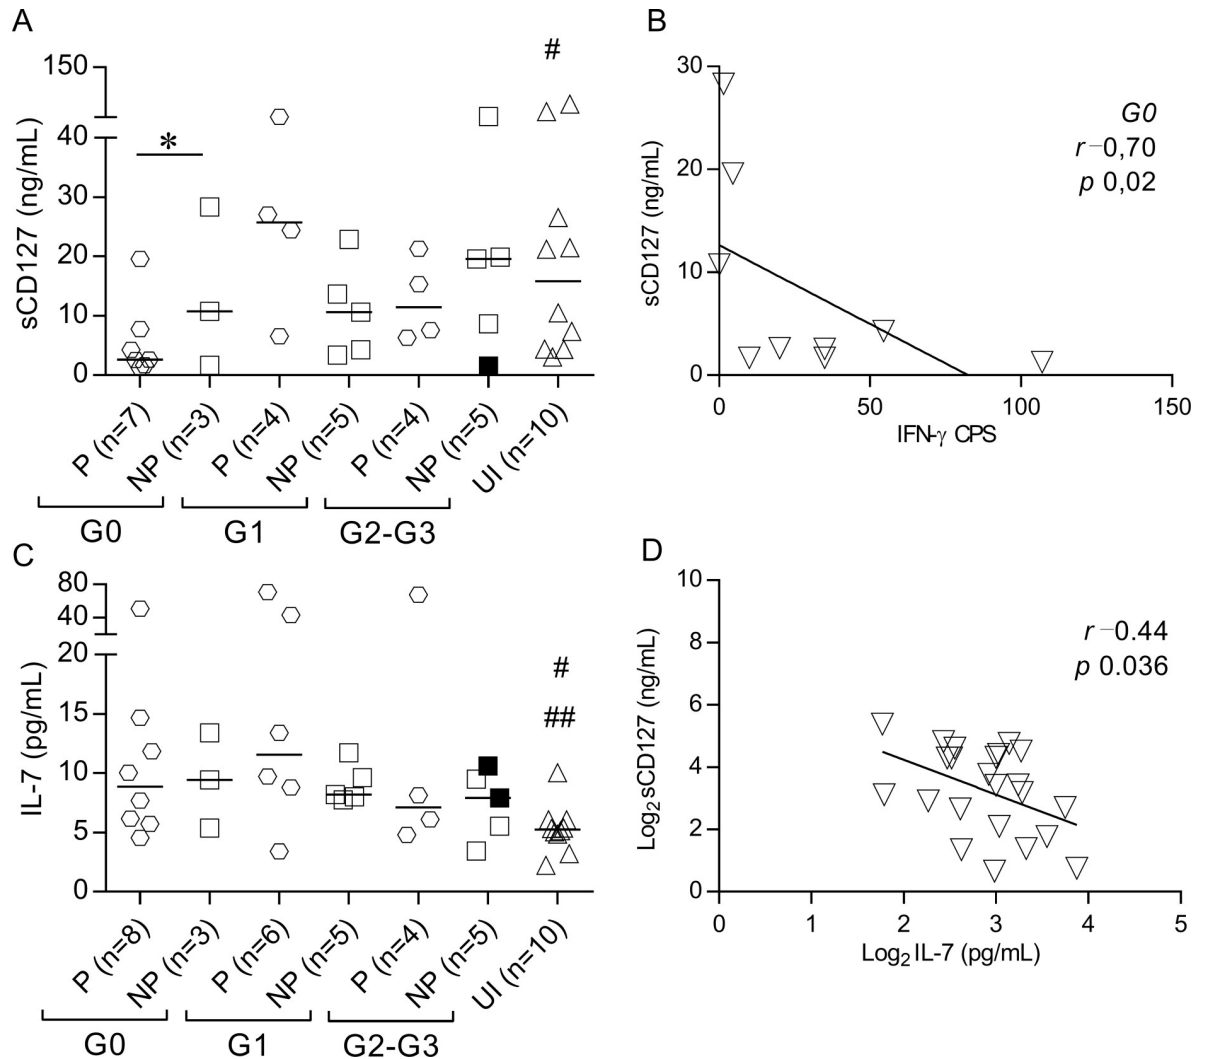 A
#
150
40
30
20
10
0
sCD127 (ng/mL)
*
P (n=7)
NP (n=3)
P (n=4)
NP (n=5)
P (n=4)
NP (n=5)
UI (n=10)
G0
G1
G2-G3
B
30
20
10
0
sCD127 (ng/mL)
G0
r −0,70
p 0,02
0
50
100
150
IFN-γ CPS
C
80
40
20
15
10
5
0
IL-7 (pg/mL)
#
##
P (n=8)
NP (n=3)
P (n=6)
NP (n=5)
P (n=4)
NP (n=5)
UI (n=10)
G0
G1
G2-G3
D
10
8
6
4
2
0
Log2 sCD127 (ng/mL)
r −0.44
p 0.036
0
1
2
3
4
5
Log2 IL-7 (pg/mL)